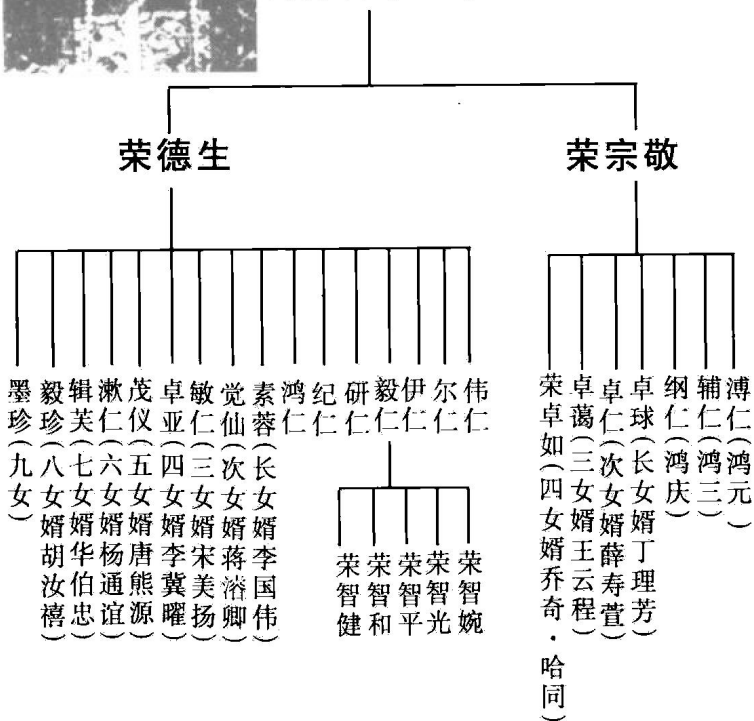 荣德生
荣宗敬
墨珍(九女)
毅珍(八女婿胡汝禧)
辑芙(七女婿华伯忠)
漱仁(六女婿杨通谊)
茂仪(五女婿唐熊源)
卓亚(四女婿李冀曜)
敏仁(三女婿宋美扬)
觉仙(次女婿蒋濬卿)
素蓉(长女婿李国伟)
鸿仁
纪仁
研仁
毅仁
伊仁
尔仁
伟仁
荣卓如(四女婿乔奇·哈同)
卓蔼(三女婿王云程)
卓仁(次女婿薛寿萱)
卓球(长女婿丁理芳)
纲仁(鸿庆)
辅仁(鸿三)
溥仁(鸿元)
荣智健
荣智和
荣智平
荣智光
荣智婉